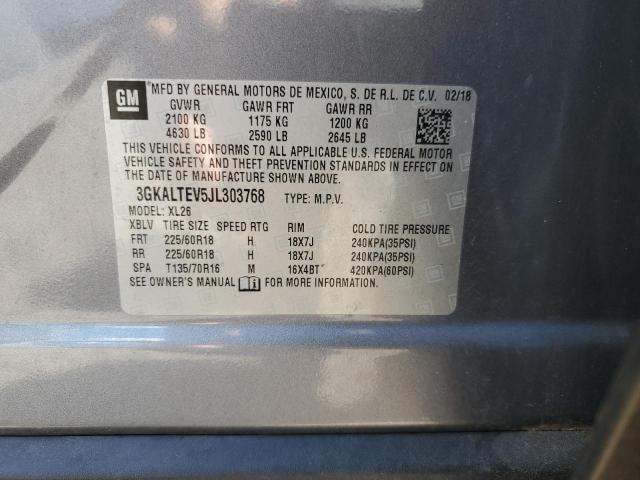 GM
MFD BY GENERAL MOTORS DE MEXICO, S. DE R.L. DE C.V. 02/18
GVWR GAWR FRT GAWR RR
2100 KG 1175 KG 1200 KG
4630 LB 2590 LB 2645 LB
THIS VEHICLE CONFORMS TO ALL APPLICABLE U.S. FEDERAL MOTOR
VEHICLE SAFETY AND THEFT PREVENTION STANDARDS IN EFFECT ON
THE DATE OF MANUFACTURE SHOWN ABOVE.
3GKALTEV5JL303768 TYPE: M.P.V.
MODEL: XL26
XBLV TIRE SIZE SPEED RTG RIM COLD TIRE PRESSURE
FRT 225/60R18 H 18X7J 240KPA(35PSI)
RR 225/60R18 H 18X7J 240KPA(35PSI)
SPA T135/70R16 M 16X4BT 420KPA(60PSI)
SEE OWNER'S MANUAL FOR MORE INFORMATION.